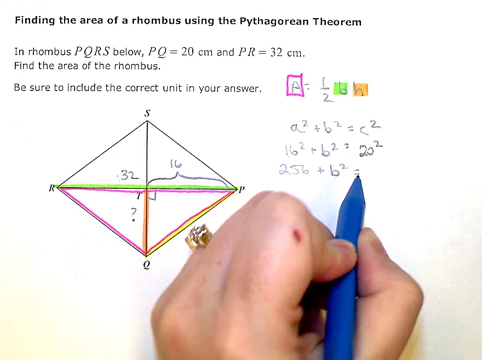 Finding the area of a rhombus using the Pythagorean Theorem
In rhombus PQRS below, PQ = 20 cm and PR = 32 cm.
Find the area of the rhombus.
Be sure to include the correct unit in your answer.
A = 1/2 b h
a² + b² = c²
16² + b² = 20²
256 + b² =
S
32
16
R
T
P
?
Q